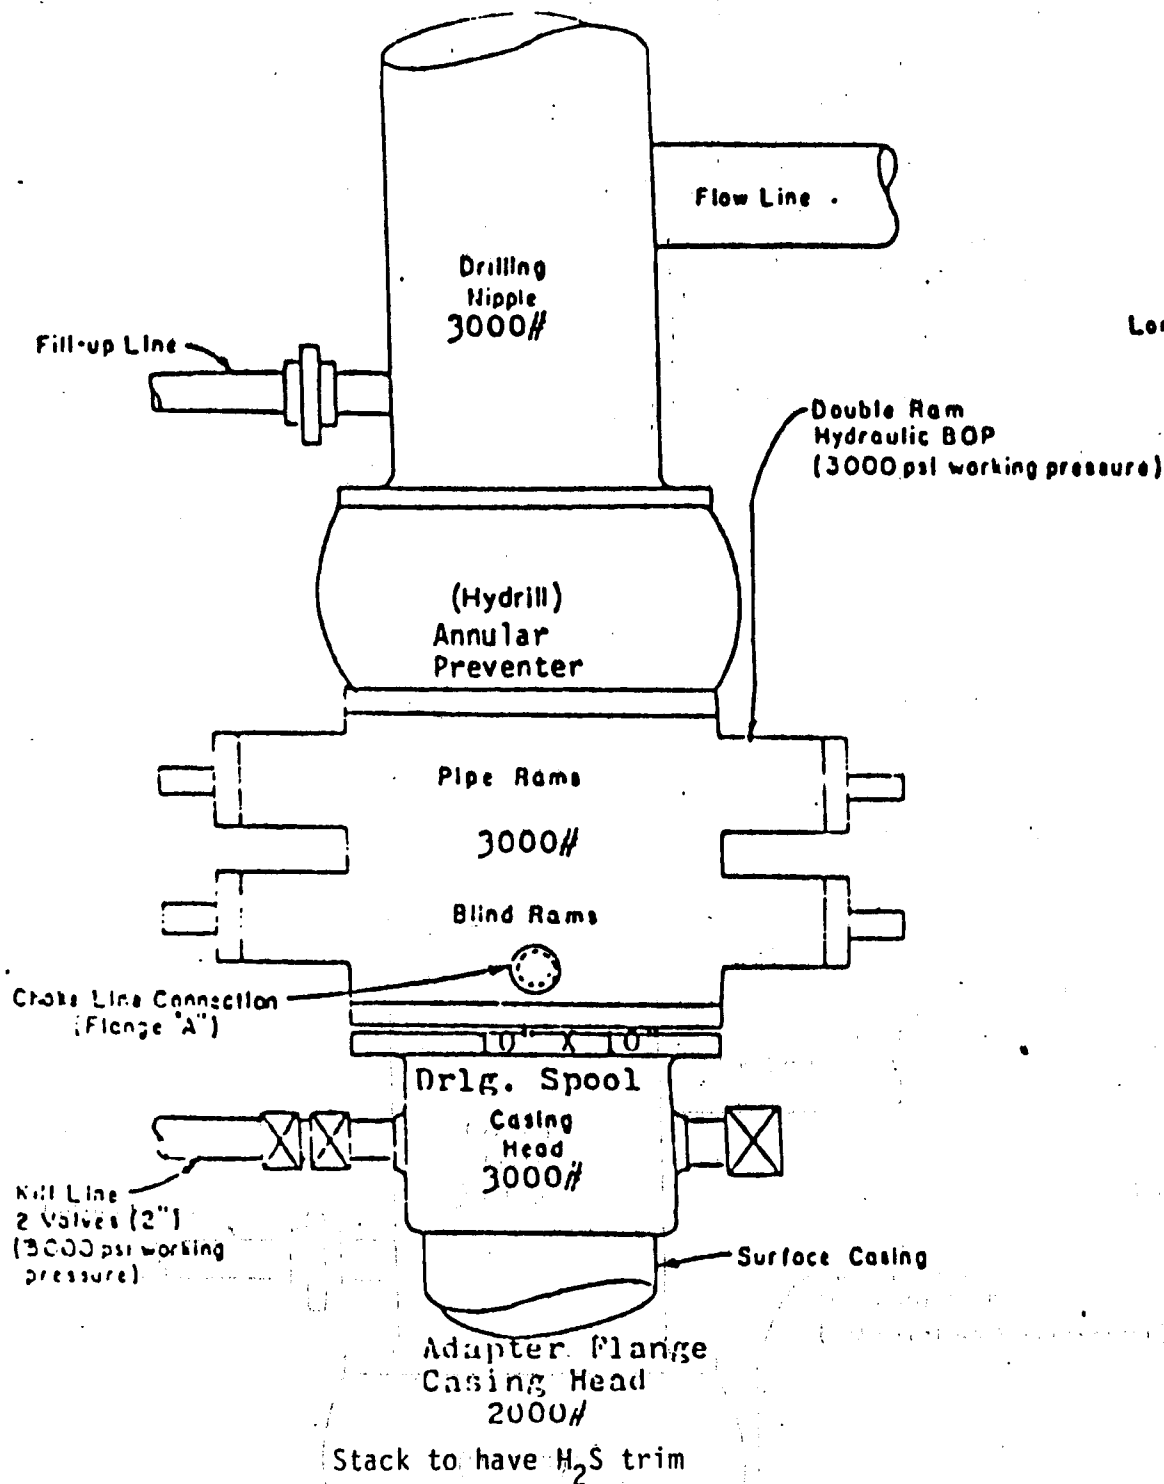 Flow Line
Drilling
Nipple
3000#
Fill-up Line
Double Ram
Hydraulic BOP
(3000 psi working pressure)
(Hydrill)
Annular
Preventer
Pipe Rams
3000#
Blind Rams
Choke Line Connection
(Flange "A")
Drlg. Spool
Casing
Head
3000#
Kill Line
2 Valves (2")
(3000 psi working
pressure)
Surface Casing
Adapter Flange
Casing Head
2000#
Stack to have H₂S trim